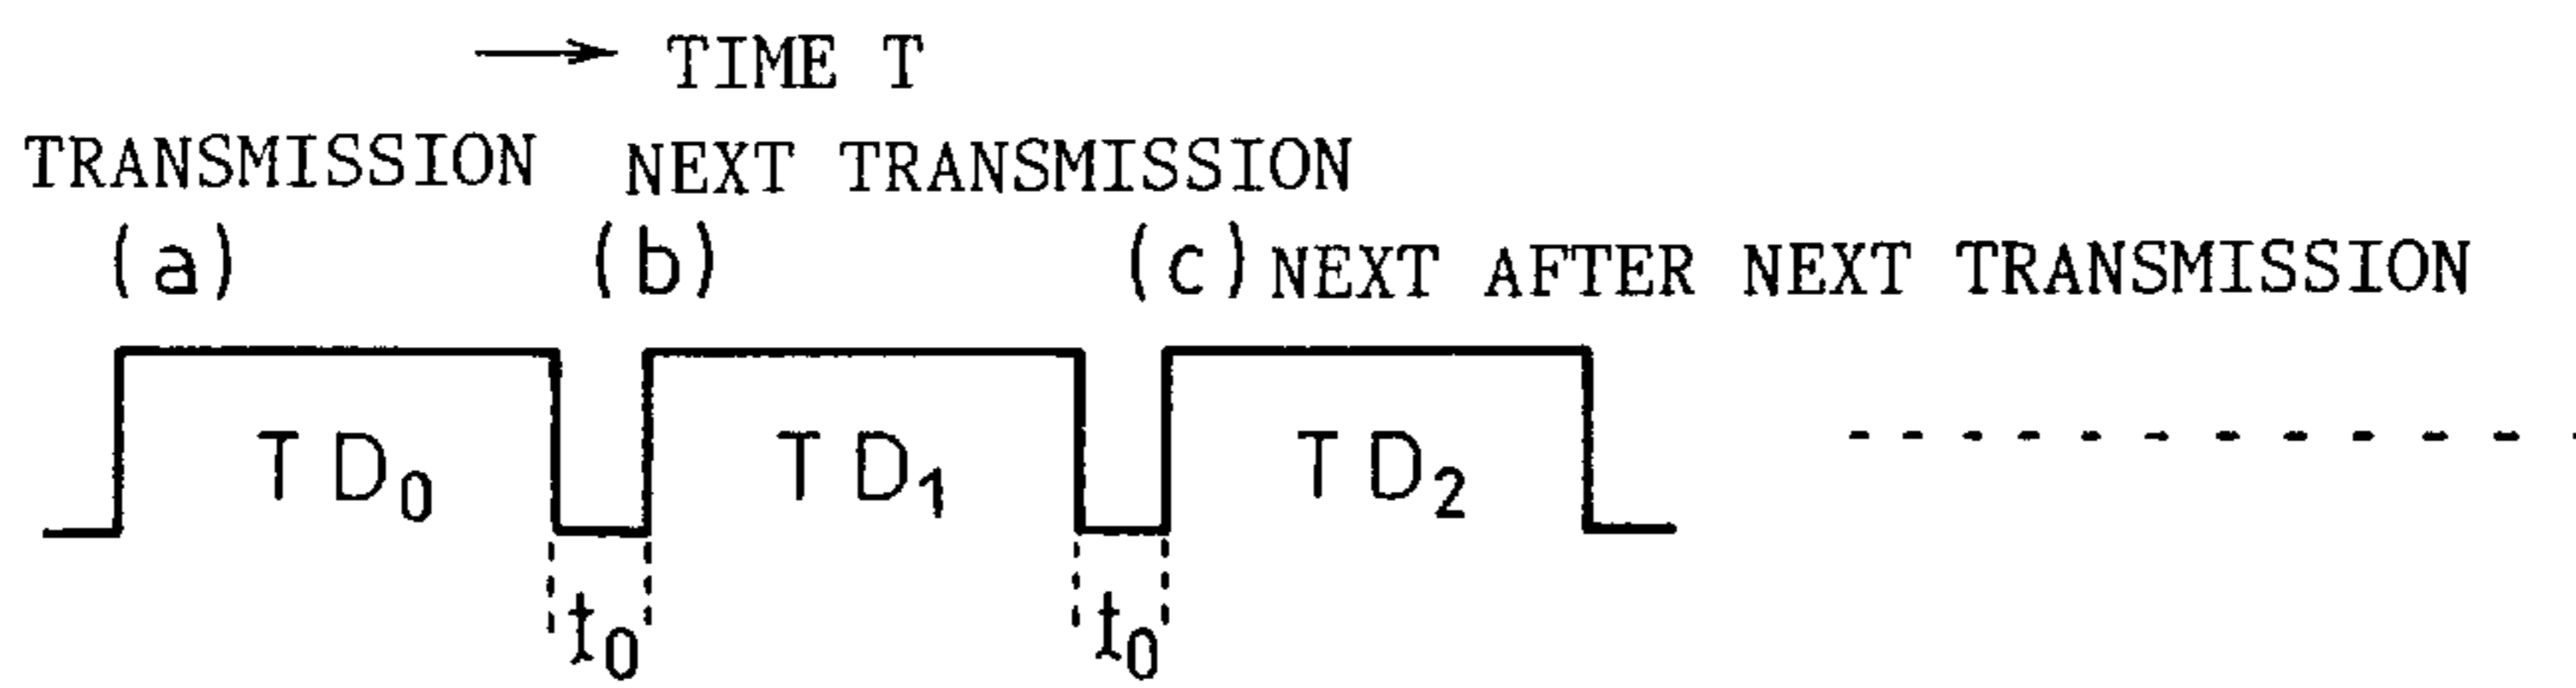 → TIME T
TRANSMISSION NEXT TRANSMISSION
(a) (b) (c) NEXT AFTER NEXT TRANSMISSION
TD₀ TD₁ TD₂
t₀ t₀